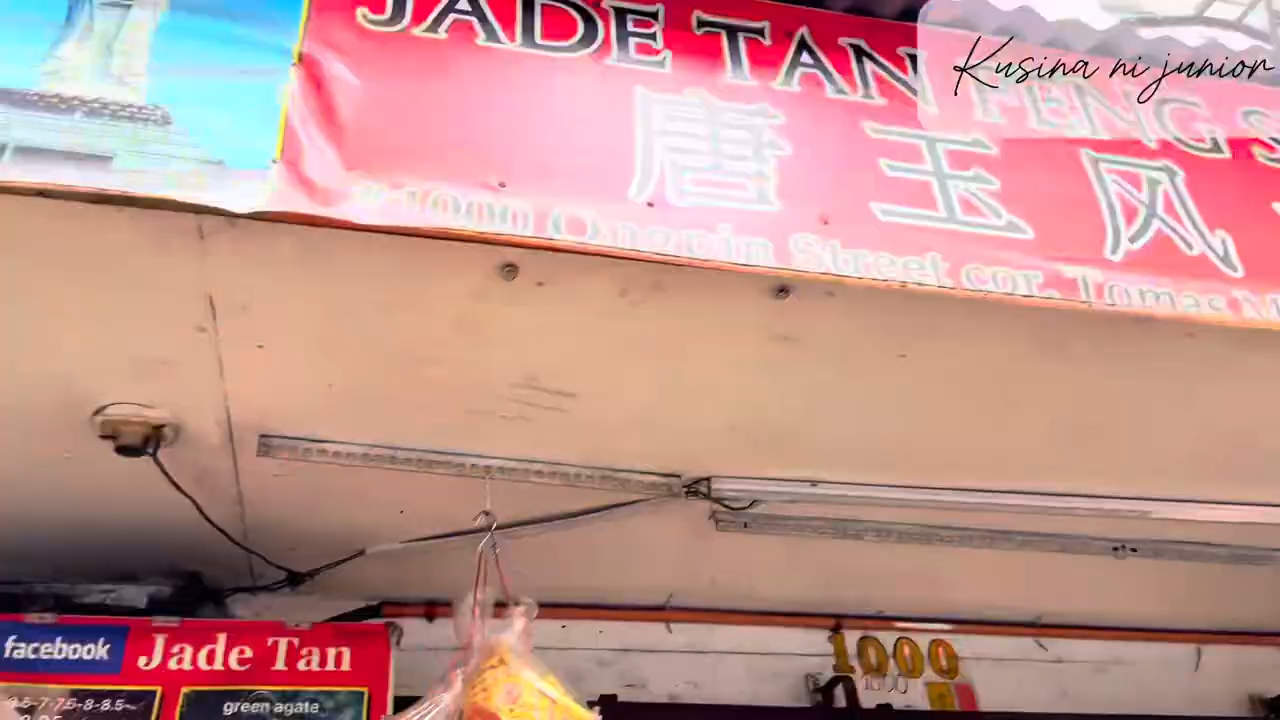 JADE TAN FENG S
Kusina ni junior
唐玉风
#1000 Ongpin Street cor. Tomas M
1000
facebook Jade Tan
green agate